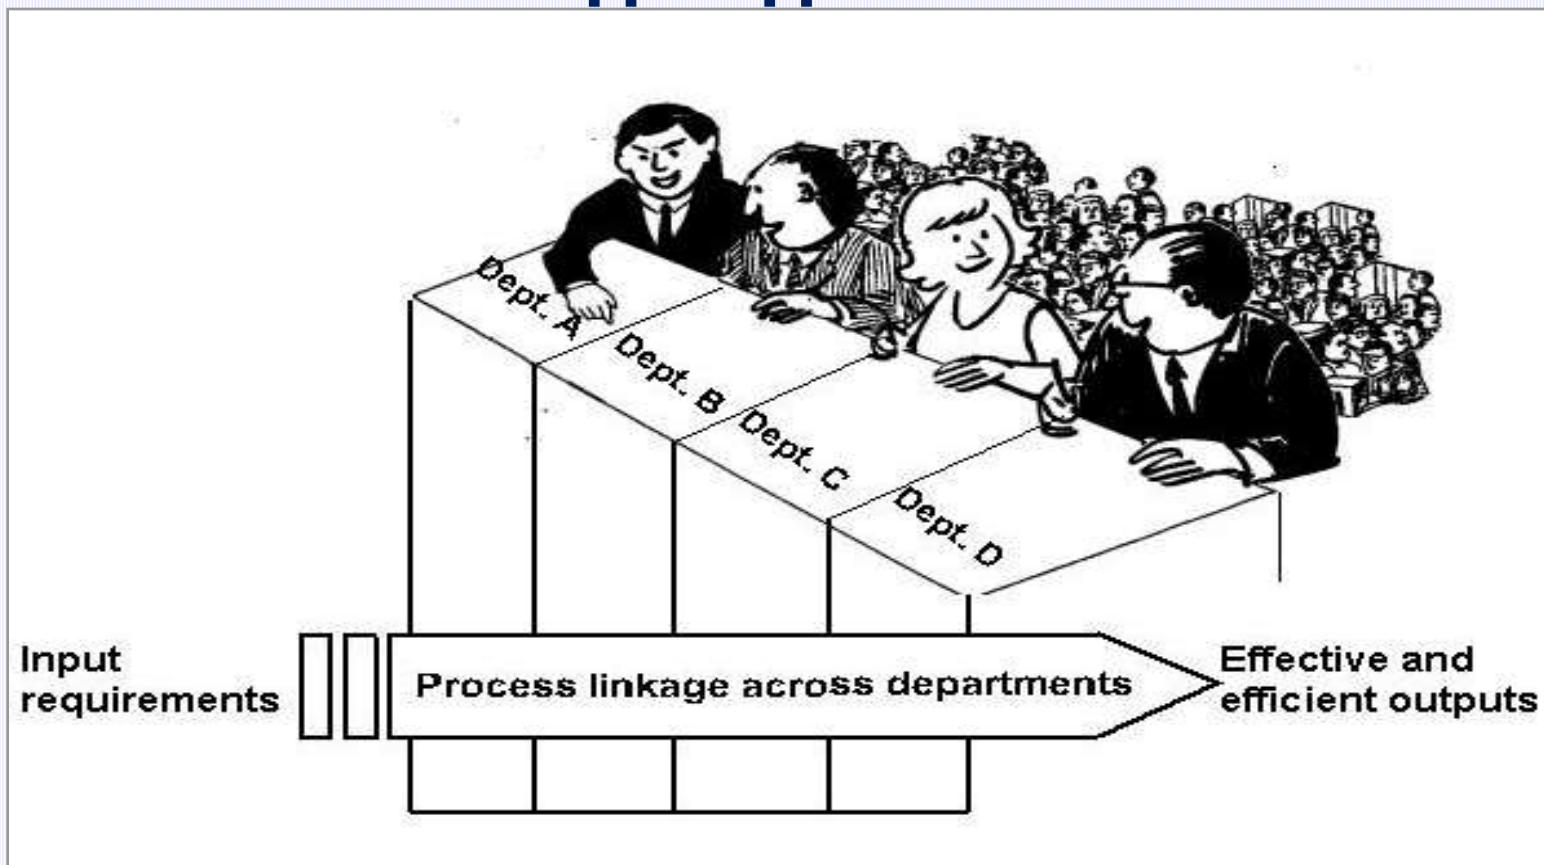 Dept. A
Dept. B
Dept. C
Dept. D
Input
requirements
Process linkage across departments
Effective and
efficient outputs